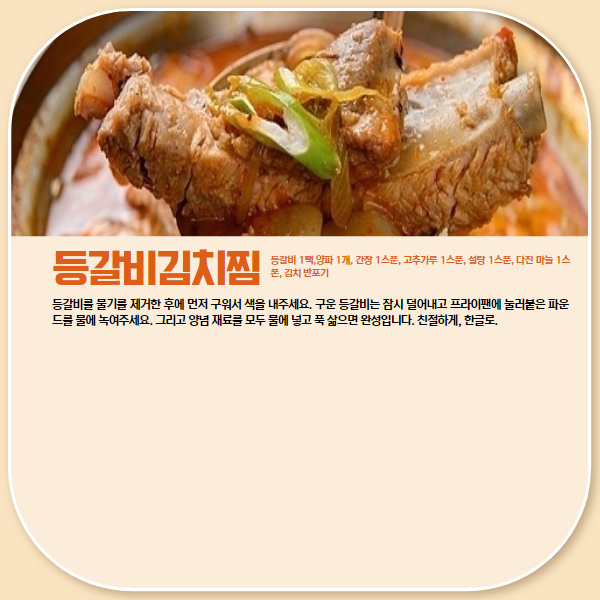 등갈비김치찜
등갈비 1팩,양파 1개, 간장 1스푼, 고추가루 1스푼, 설탕 1스푼, 다진 마늘 1스
푼, 김치 반포기
등갈비를 물기를 제거한 후에 먼저 구워서 색을 내주세요. 구운 등갈비는 잠시 덜어내고 프라이팬에 눌러붙은 파운
드를 물에 녹여주세요. 그리고 양념 재료를 모두 물에 넣고 푹 삶으면 완성입니다. 친절하게, 한글로.